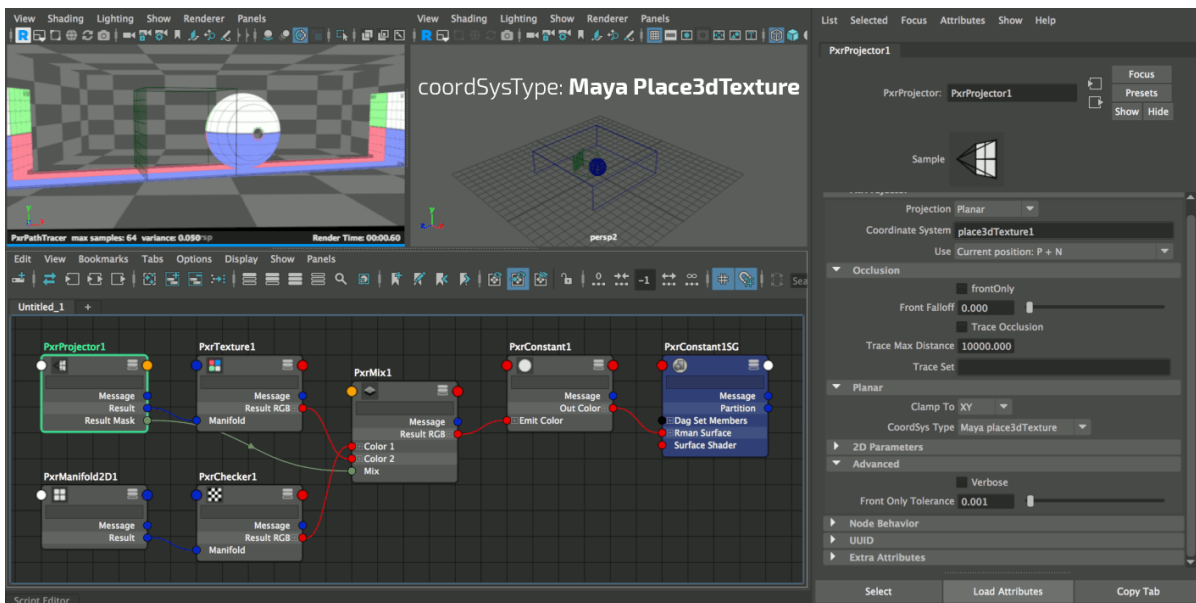 View Shading Lighting Show Renderer Panels
View Shading Lighting Show Renderer Panels
List Selected Focus Attributes Show Help
PxrProjector1
coordSysType: Maya Place3dTexture
PxrProjector: PxrProjector1
Focus
Presets
Show Hide
Sample
Projection Planar
Coordinate System place3dTexture1
Use Current position: P + N
Occlusion
frontOnly
Front Falloff 0.000
Trace Occlusion
Trace Max Distance 10000.000
Trace Set
Planar
Clamp To XY
CoordSys Type Maya place3dTexture
2D Parameters
Advanced
Verbose
Front Only Tolerance 0.001
Node Behavior
UUID
Extra Attributes
Select Load Attributes Copy Tab
PxrPathTracer max samples: 64 variance: 0.050
Render Time: 00:00.60
persp2
Edit View Bookmarks Tabs Options Display Show Panels
-1
Sea
Untitled_1 +
PxrProjector1
Message
Result
Result Mask
PxrTexture1
Message
Result RGB
Manifold
PxrMix1
Message
Result RGB
Color 1
Color 2
Mix
PxrConstant1
Message
Out Color
Emit Color
PxrConstant1SG
Message
Partition
Dag Set Members
Rman Surface
Surface Shader
PxrManifold2D1
Message
Result
PxrChecker1
Message
Result RGB
Manifold
Script Editor